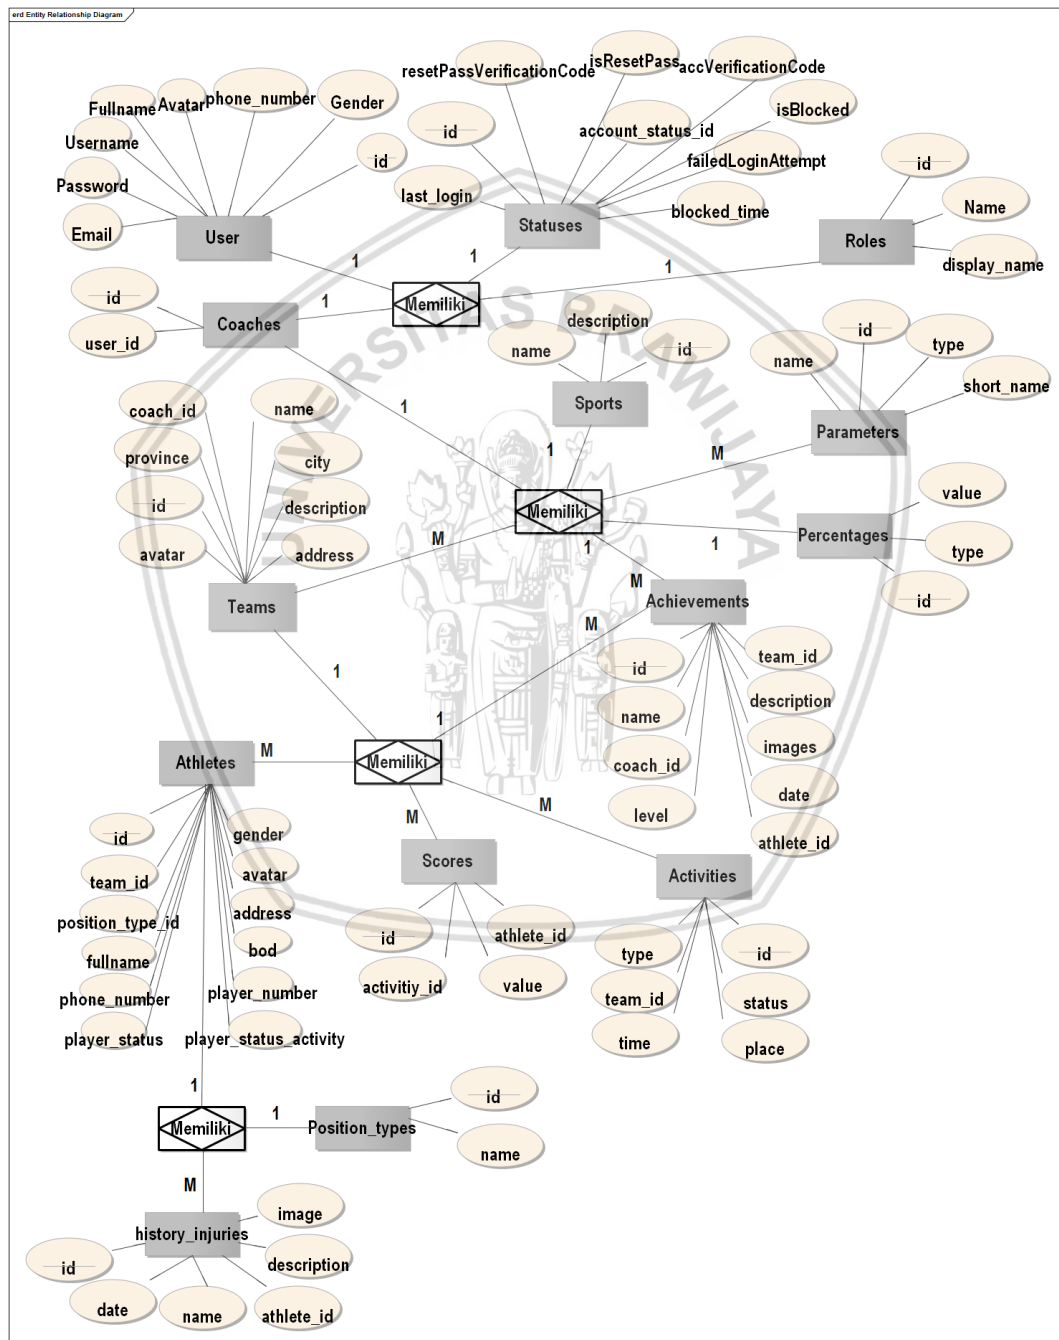 erd Entity Relationship Diagram
resetPassVerificationCode
isResetPass
accVerificationCode
Fullname
Avatar
phone_number
Gender
isBlocked
Username
id
account_status_id
id
failedLoginAttempt
id
Password
last_login
blocked_time
Name
Email
User
Statuses
Roles
display_name
1
1
1
id
Coaches
1
Memiliki
user_id
UNIVERSITAS BRAWIJAYA
description
name
id
id
name
type
short_name
Sports
Parameters
coach_id
name
1
province
city
1
M
id
description
Memiliki
value
avatar
address
M
1
1
Percentages
type
id
Teams
M
Achievements
M
id
team_id
1
name
description
1
coach_id
images
Athletes
M
Memiliki
level
date
M
M
athlete_id
id
gender
Scores
Activities
team_id
avatar
position_type_id
address
id
athlete_id
type
id
fullname
bod
activitiy_id
value
team_id
status
phone_number
player_number
time
place
player_status
player_status_activity
1
Memiliki
1
Position_types
id
name
M
history_injuries
image
id
description
date
name
athlete_id